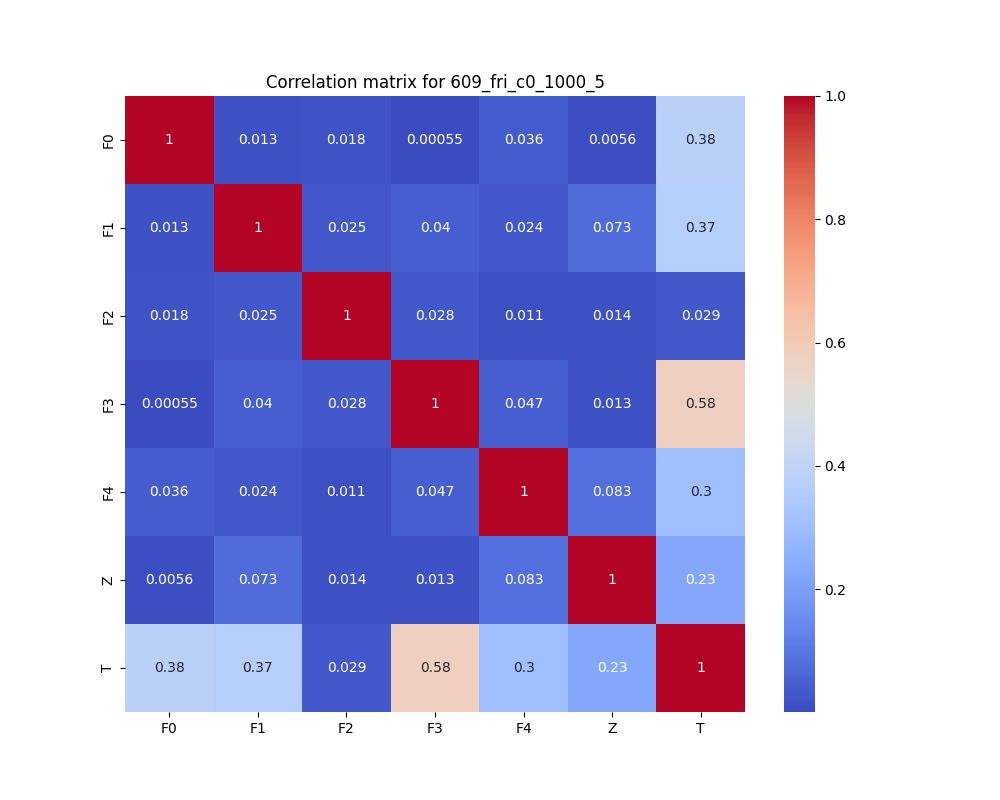 Correlation matrix for 609_fri_c0_1000_5
F0 1 0.013 0.018 0.00055 0.036 0.0056 0.38
F1 0.013 1 0.025 0.04 0.024 0.073 0.37
F2 0.018 0.025 1 0.028 0.011 0.014 0.029
F3 0.00055 0.04 0.028 1 0.047 0.013 0.58
F4 0.036 0.024 0.011 0.047 1 0.083 0.3
Z 0.0056 0.073 0.014 0.013 0.083 1 0.23
T 0.38 0.37 0.029 0.58 0.3 0.23 1
F0 F1 F2 F3 F4 Z T
1.0
0.8
0.6
0.4
0.2